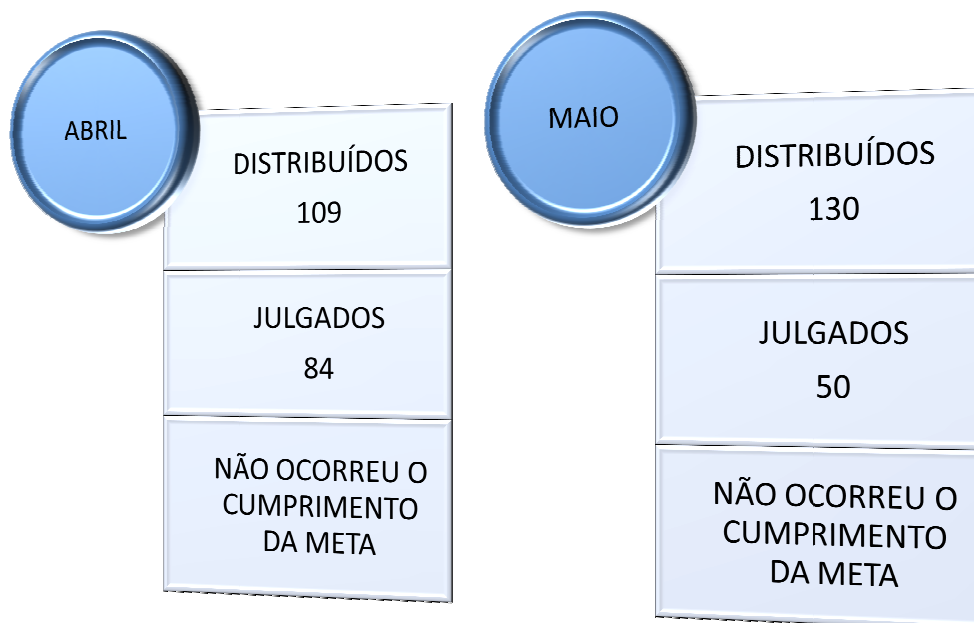 ABRIL
DISTRIBUÍDOS
109
JULGADOS
84
NÃO OCORREU O
CUMPRIMENTO
DA META
MAIO
DISTRIBUÍDOS
130
JULGADOS
50
NÃO OCORREU O
CUMPRIMENTO
DA META